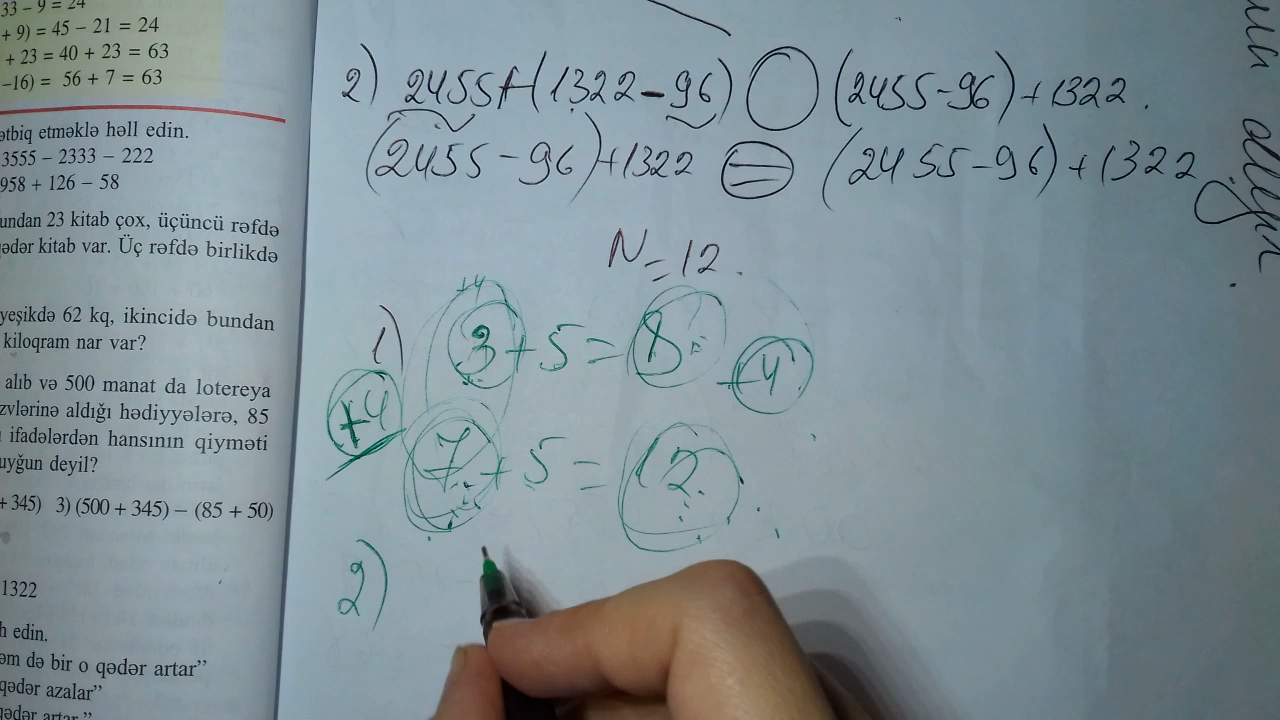 33 – 9 = 24
+ 9) = 45 – 21 = 24
+ 23 = 40 + 23 = 63
–16) = 56 + 7 = 63
ətbiq etməklə həll edin.
3555 – 2333 – 222
958 + 126 – 58
undan 23 kitab çox, üçüncü rəfdə
ədər kitab var. Üç rəfdə birlikdə
yeşikdə 62 kq, ikincidə bundan
kiloqram nar var?
alıb və 500 manat da lotereya
zvlərinə aldığı hədiyyələrə, 85
ifadələrdən hansının qiyməti
uyğun deyil?
+ 345) 3) (500 + 345) – (85 + 50)
1322
h edin.
əm də bir o qədər artar”
qədər azalar”
qədər artar.”
2) 2455+(1322-96) (2455-96)+1322.
(2455-96)+1322 = (2455-96)+1322
N=12.
+4
1) 3+5=8
+4 +4
7+5=12
2)